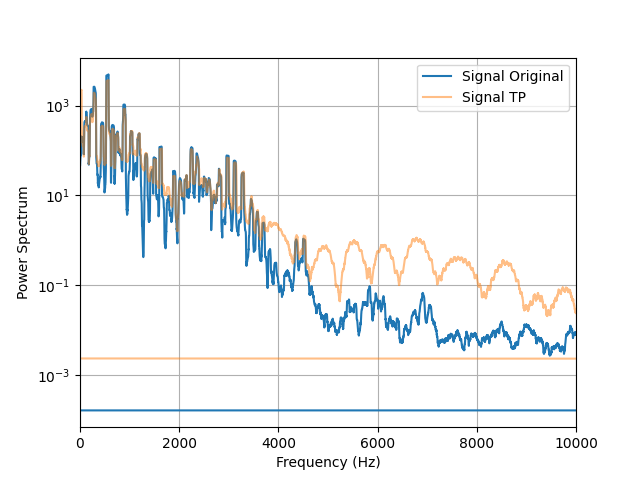 Signal Original
Signal TP
10³
10¹
10⁻¹
10⁻³
Power Spectrum
0 2000 4000 6000 8000 10000
Frequency (Hz)